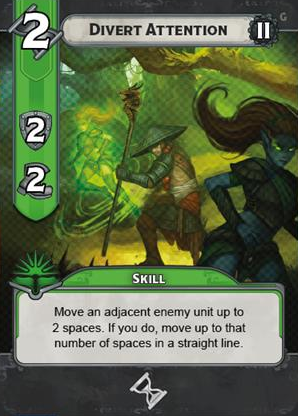 2
DIVERT ATTENTION
II
G
2
2
SKILL
Move an adjacent enemy unit up to
2 spaces. If you do, move up to that
number of spaces in a straight line.